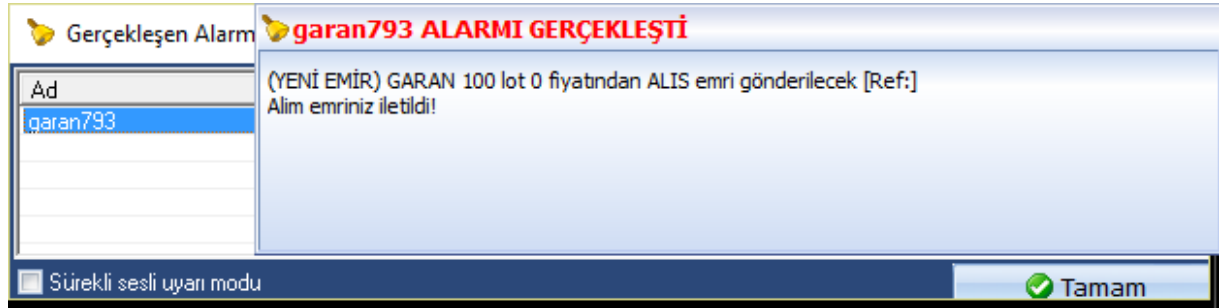 Gerçekleşen Alarm
garan793 ALARMI GERÇEKLEŞTİ
(YENİ EMİR) GARAN 100 lot 0 fiyatından ALIS emri gönderilecek [Ref:]
Alim emriniz iletildi!
Ad
garan793
Sürekli sesli uyarı modu
Tamam